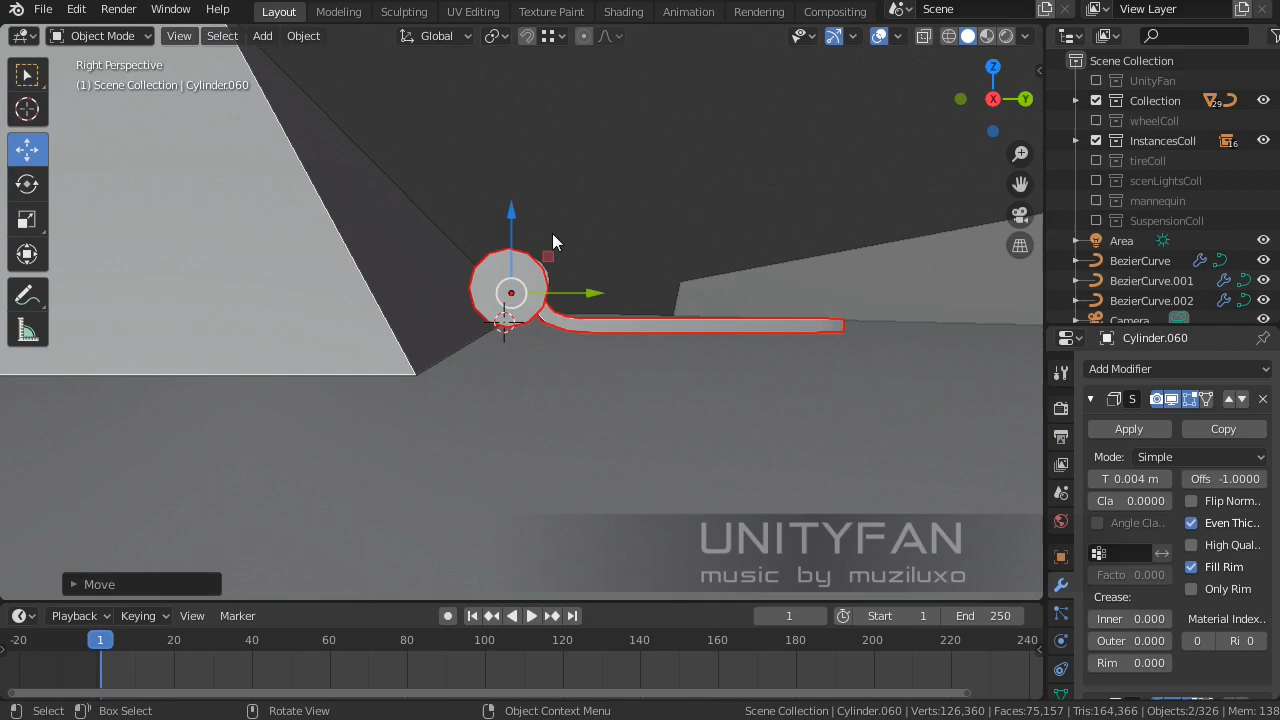 File Edit Render Window Help Layout Modeling Sculpting UV Editing Texture Paint Shading Animation Rendering Compositing Scene View Layer
Object Mode View Select Add Object Global
Right Perspective
(1) Scene Collection | Cylinder.060
Z
X
Y
Scene Collection
UnityFan
Collection 29
wheelColl
InstancesColl 16
tireColl
scenLightsColl
mannequin
SuspensionColl
Area
BezierCurve
BezierCurve.001
BezierCurve.002
Camera
Cylinder.060
Add Modifier
S
Apply Copy
Mode: Simple
T 0.004 m Offs -1.0000
Cla 0.0000 Flip Norm..
Angle Cla.. Even Thic..
High Qual..
Facto 0.000 Fill Rim
Only Rim
Crease:
Inner 0.000 Material Index..
Outer 0.000 0 Ri 0
Rim 0.000
UNITYFAN
music by muziluxo
Move
Playback Keying View Marker 1 Start 1 End 250
-20 1 20 40 60 80 100 120 140 160 180 200 220 240
Select Box Select Rotate View Object Context Menu Scene Collection | Cylinder.060 | Verts:126,360 | Faces:75,157 | Tris:164,366 | Objects:2/326 | Mem: 138